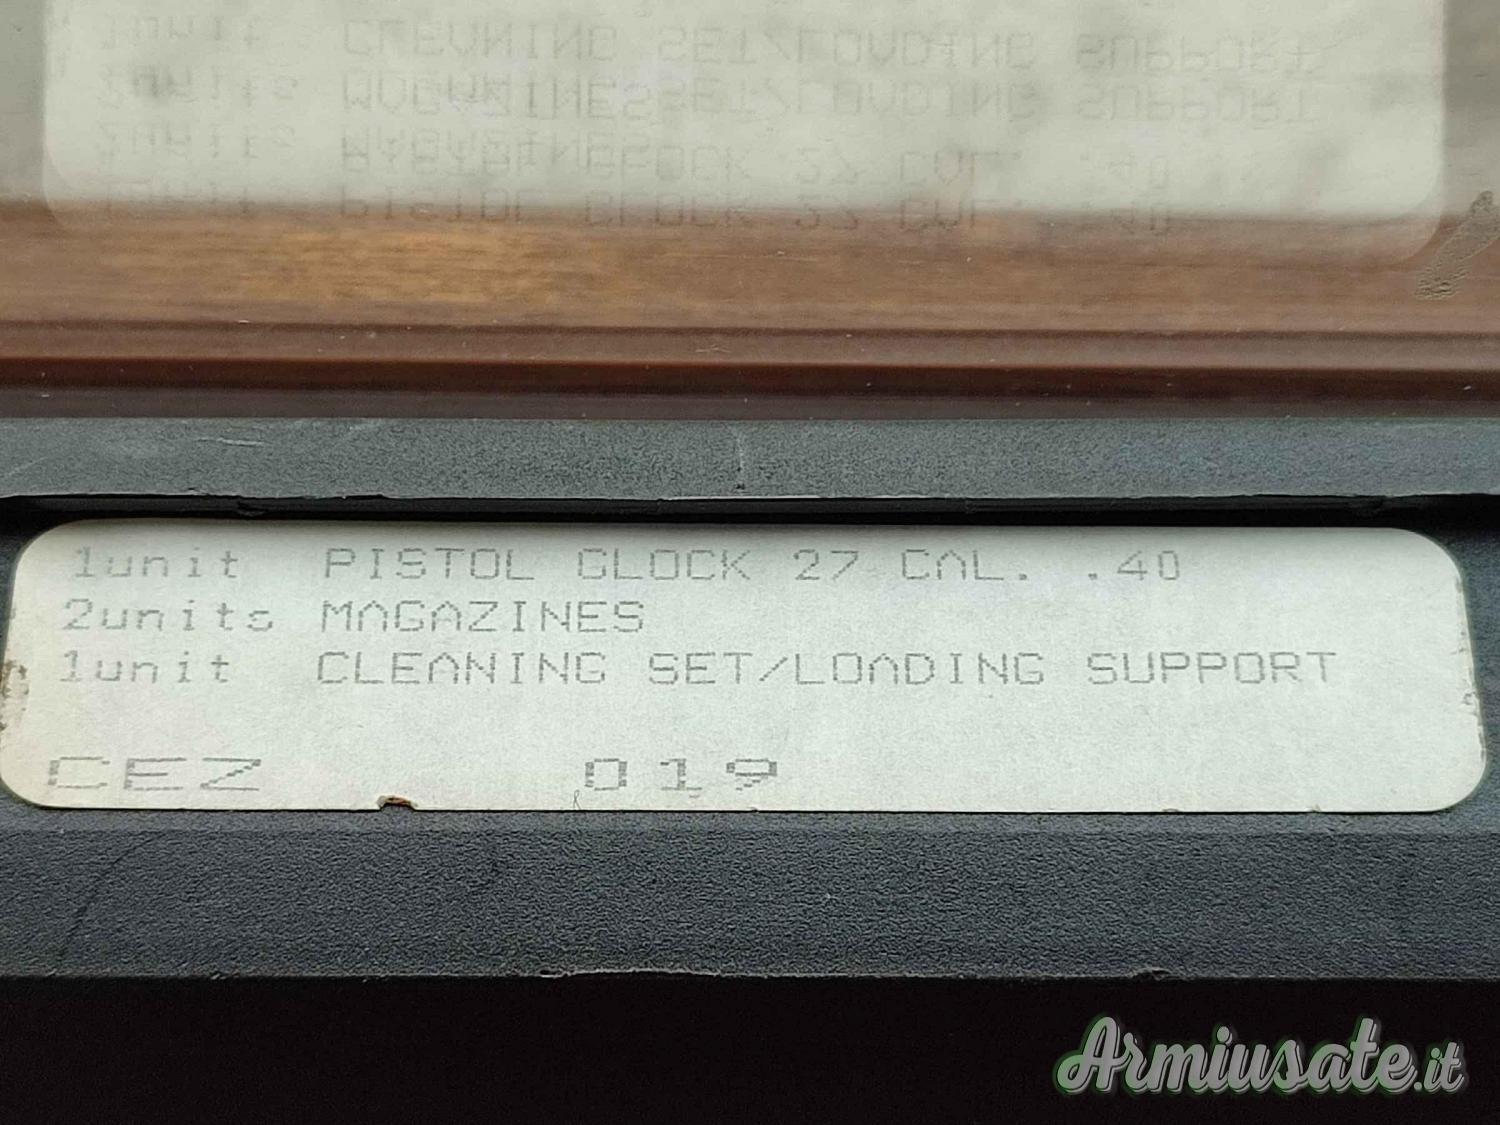 1unit PISTOL GLOCK 27 CAL. .40
2units MAGAZINES
1unit CLEANING SET/LOADING SUPPORT
CEZ 019
Armiusate.it